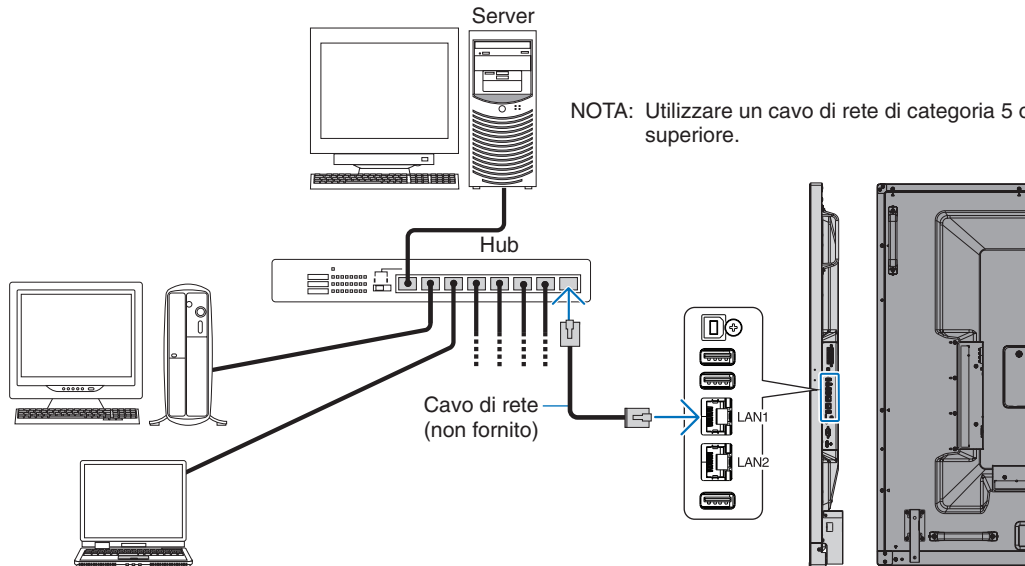 Server
NOTA: Utilizzare un cavo di rete di categoria 5 o
superiore.
Hub
Cavo di rete
(non fornito)
LAN1
LAN2